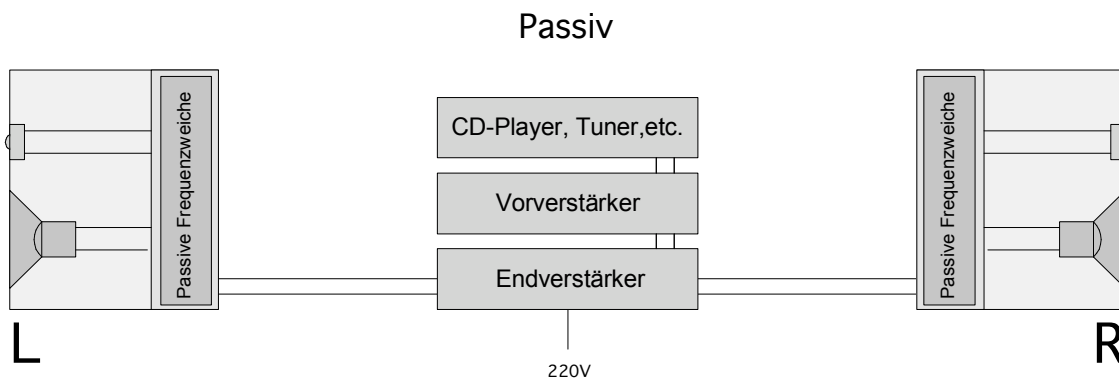 Passiv
Passive Frequenzweiche
CD-Player, Tuner,etc.
Vorverstärker
Endverstärker
Passive Frequenzweiche
L
R
220V